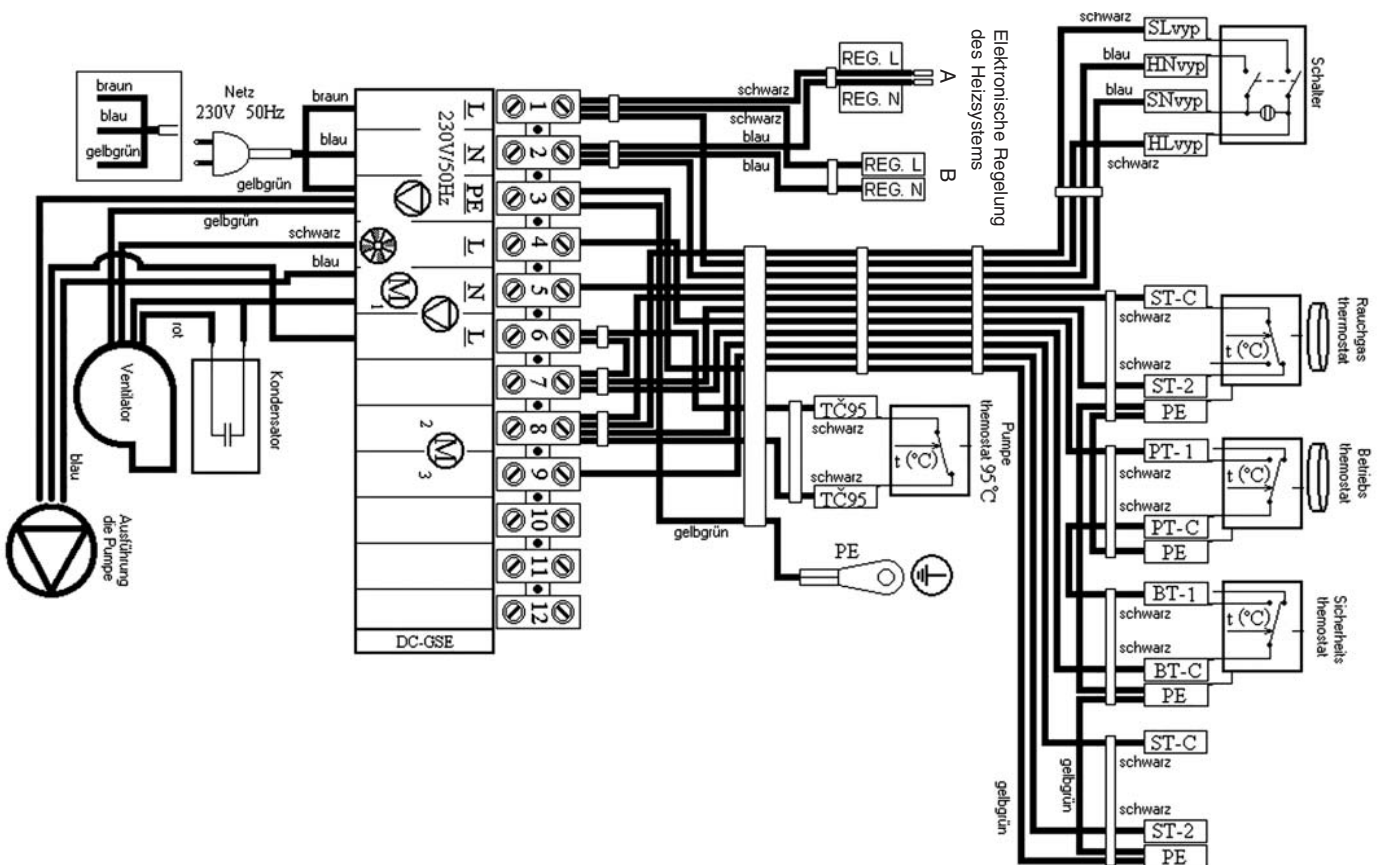 braun
blau
gelbgrün
Netz
230V 50Hz
braun
blau
gelbgrün
gelbgrün
schwarz
blau
rot
Ventilator
Kondensator
blau
Ausführung
die Pumpe
L
N
PE
L
N
L
230V/50Hz
M
1
2
M
3
DC-GSE
1
2
3
4
5
6
7
8
9
10
11
12
REG. L
REG. N
A
schwarz
schwarz
blau
blau
REG. L
REG. N
B
Elektronische Regelung
des Heizsystems
schwarz
SLvyp
blau
HNvyp
blau
SNvyp
HLvyp
schwarz
Schalter
ST-C
schwarz
t (°C)
schwarz
ST-2
PE
Rauchgas
themostat
TČ95
schwarz
t (°C)
schwarz
TČ95
Pumpe
themostat 95°C
gelbgrün
PE
PT-1
schwarz
t (°C)
schwarz
PT-C
PE
Betriebs
themostat
BT-1
schwarz
t (°C)
schwarz
BT-C
PE
Sicherheits
themostat
ST-C
schwarz
gelbgrün
gelbgrün
schwarz
ST-2
PE